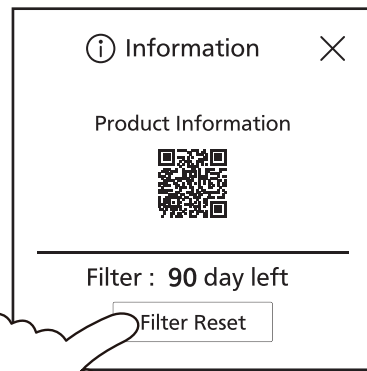 Information
Product Information
Filter : 90 day left
Filter Reset